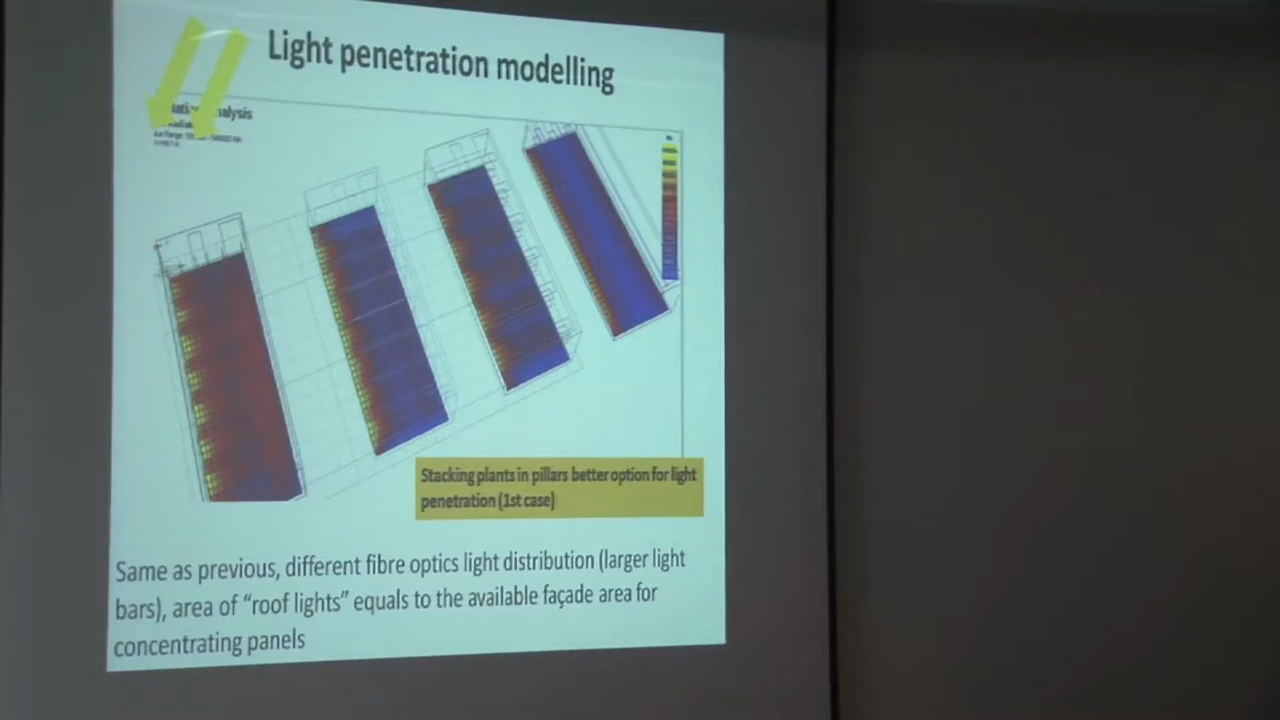 Light penetration modelling
Stacking plants in pillars better option for light
penetration (1st case)
Same as previous, different fibre optics light distribution (larger light
bars), area of “roof lights” equals to the available façade area for
concentrating panels